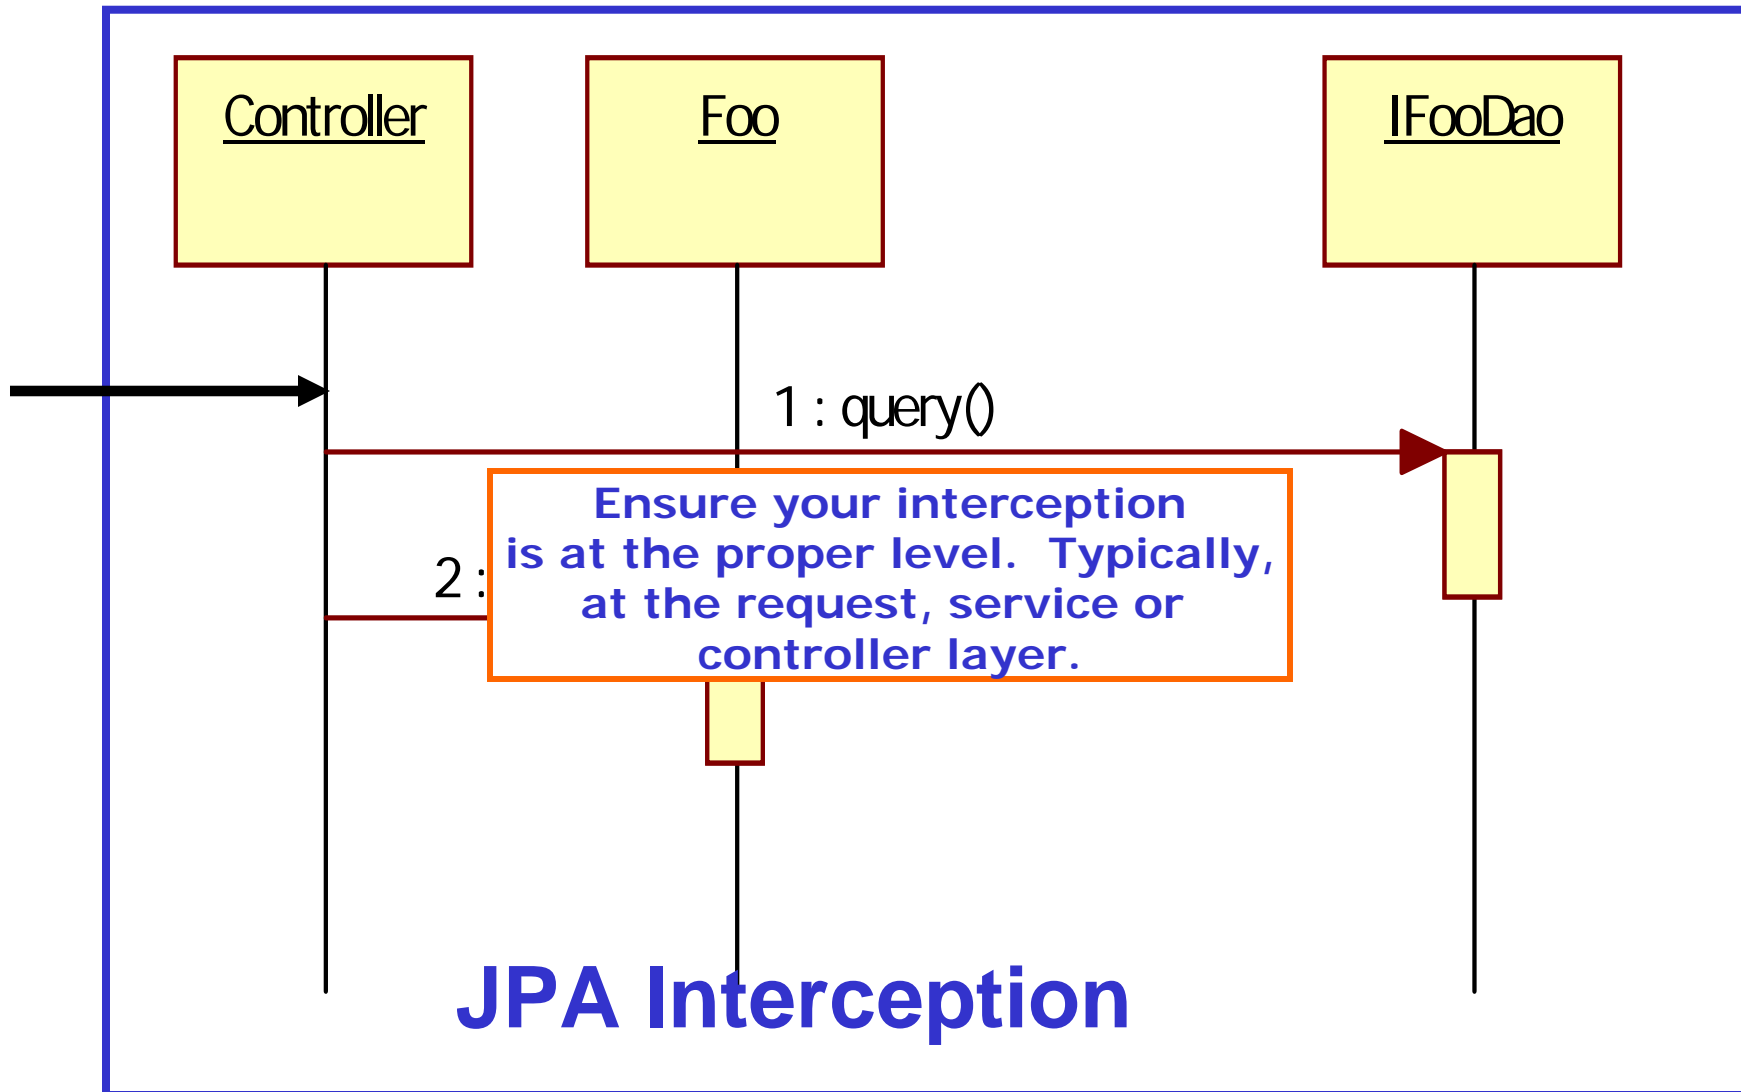 Controller
Foo
IFooDao
1 : query()
Ensure your interception
is at the proper level.  Typically,
2 :
at the request, service or
controller layer.
JPA Interception